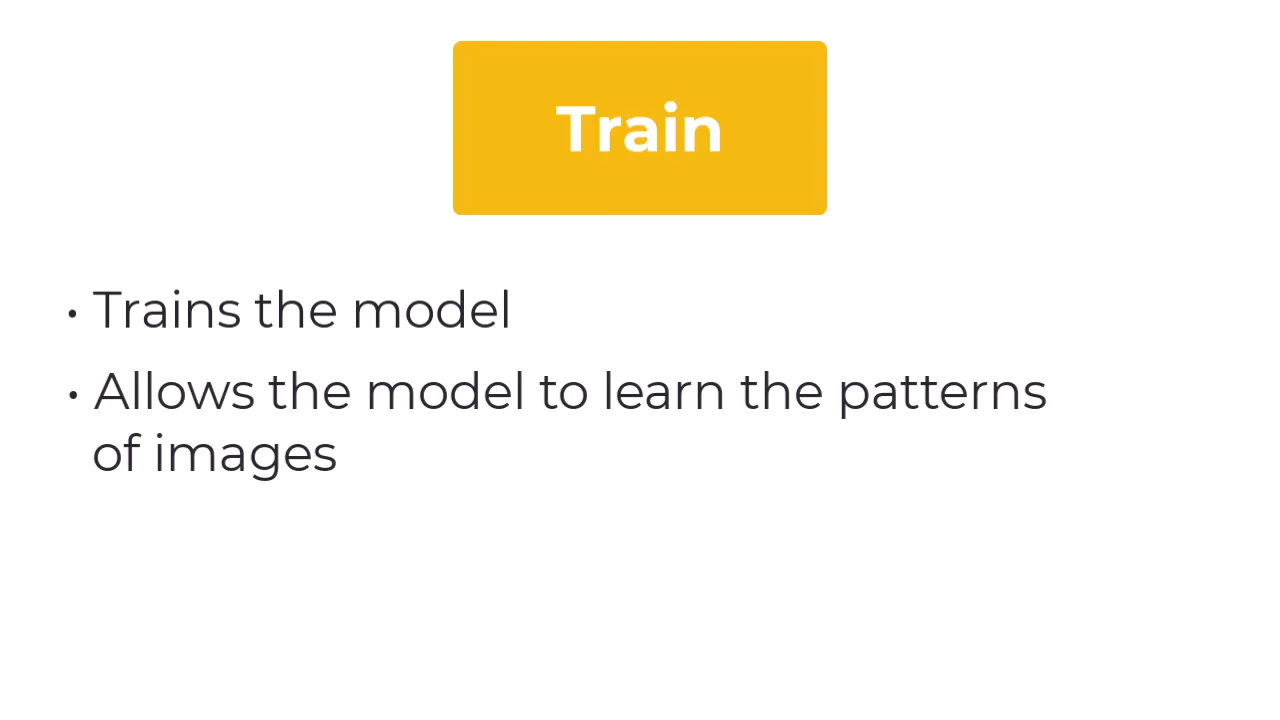 Train
• Trains the model
• Allows the model to learn the patterns
of images